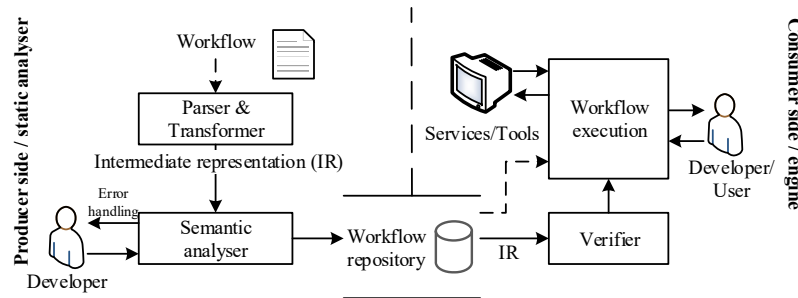 Producer side / static analyser
Workflow
Parser &
Transformer
Intermediate representation (IR)
Error
handling
Semantic
analyser
Developer
Workflow
repository
Services/Tools
Workflow
execution
Developer/
User
IR
Verifier
Consumer side / engine